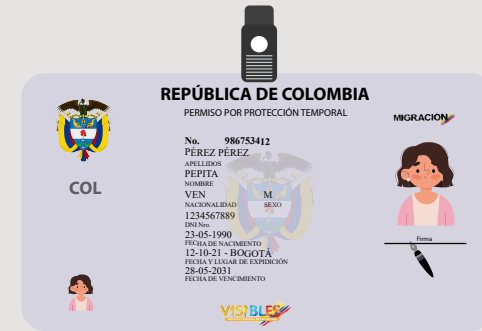 REPÚBLICA DE COLOMBIA
PERMISO POR PROTECCIÓN TEMPORAL
MIGRACIÓN
COL
No. 986753412
PÉREZ PÉREZ
APELLIDOS
PEPITA
NOMBRE
VEN M
NACIONALIDAD SEXO
1234567889
DNI Nro.
23-05-1990
FECHA DE NACIMIENTO
12-10-21 - BOGOTÁ
FECHA Y LUGAR DE EXPIDICIÓN
28-05-2031
FECHA DE VENCIMIENTO
Firma
VISIBLES